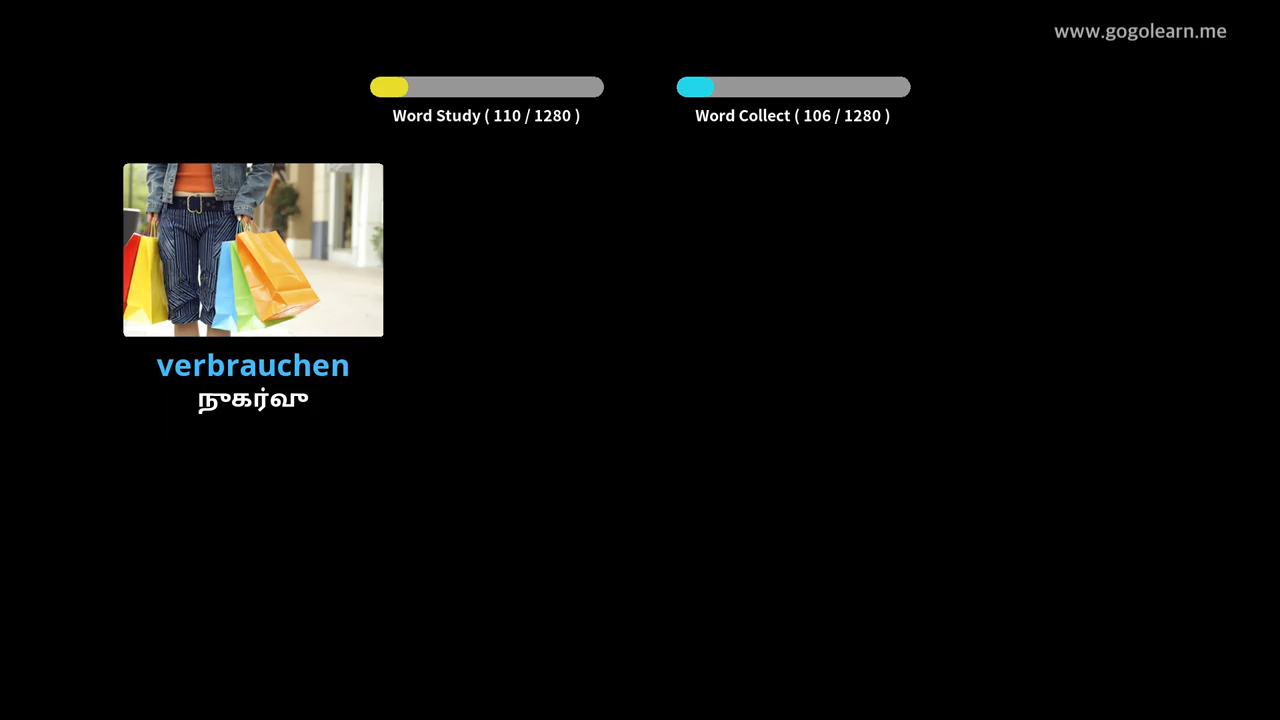 www.gogolearn.me
Word Study ( 110 / 1280 )
Word Collect ( 106 / 1280 )
verbrauchen
நுகர்வு